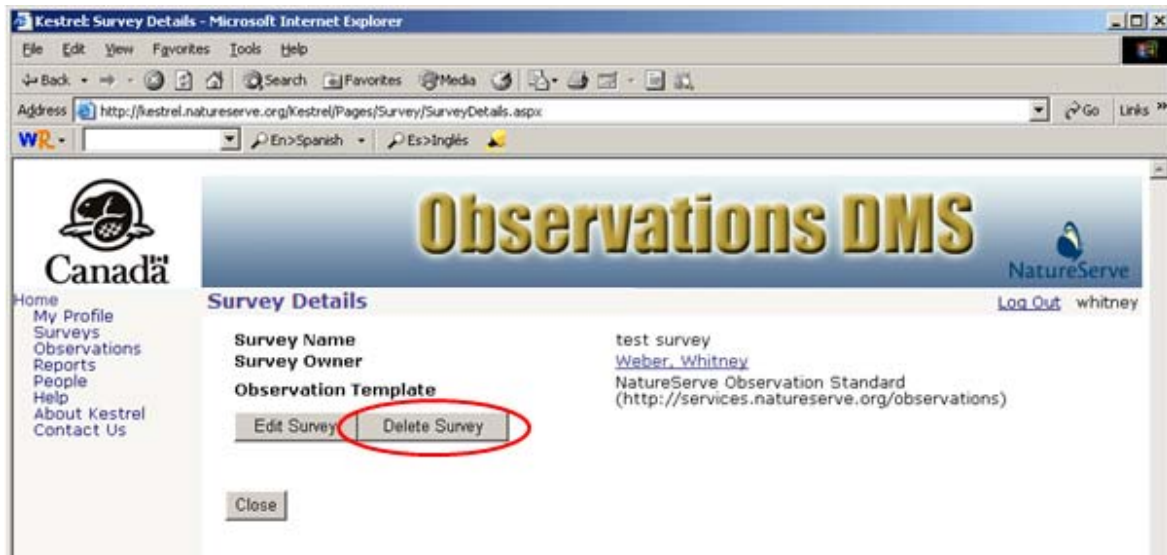 Kestrel: Survey Details - Microsoft Internet Explorer
File Edit View Favorites Tools Help
Back Search Favorites Media
Address http://kestrel.natureserve.org/Kestrel/Pages/Survey/SurveyDetails.aspx Go Links »
WR En>Spanish Es>Inglés
Canada
Observations DMS
NatureServe
Home
My Profile
Surveys
Observations
Reports
People
Help
About Kestrel
Contact Us
Survey Details Log Out whitney
Survey Name test survey
Survey Owner Weber, Whitney
Observation Template NatureServe Observation Standard
(http://services.natureserve.org/observations)
Edit Survey Delete Survey
Close